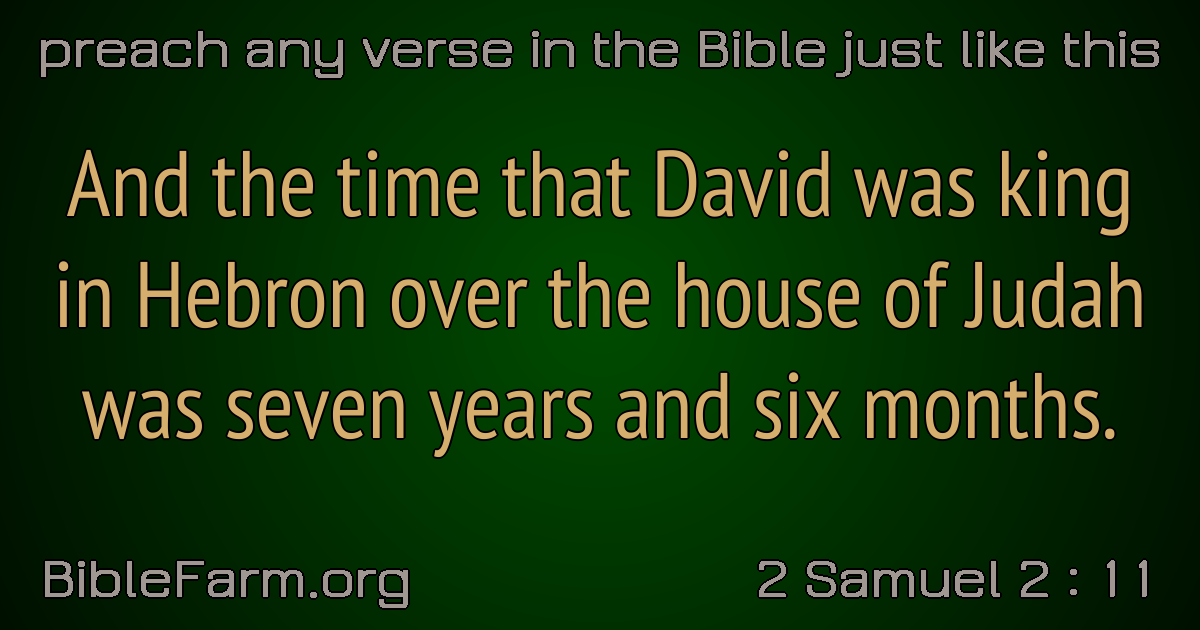 preach any verse in the Bible just like this
And the time that David was king
in Hebron over the house of Judah
was seven years and six months.
BibleFarm.org
2 Samuel 2 : 11